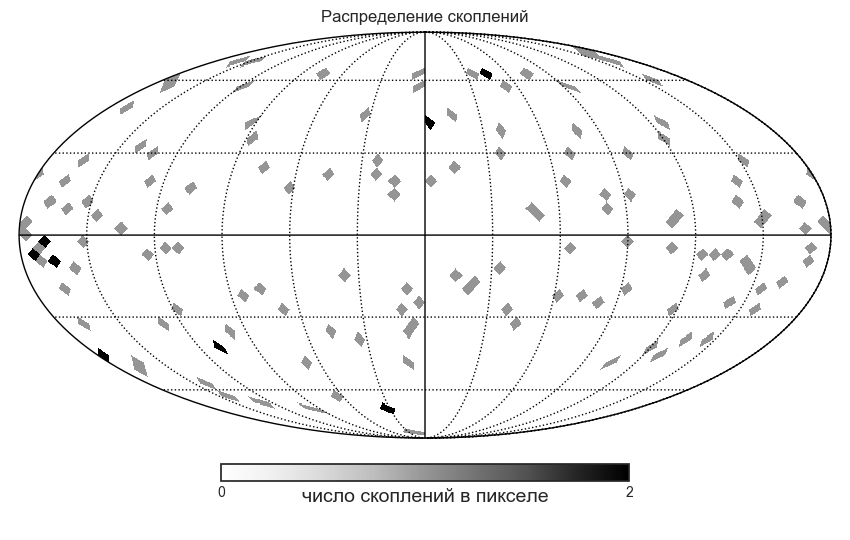 Распределение скоплений
0 2
число скоплений в пикселе